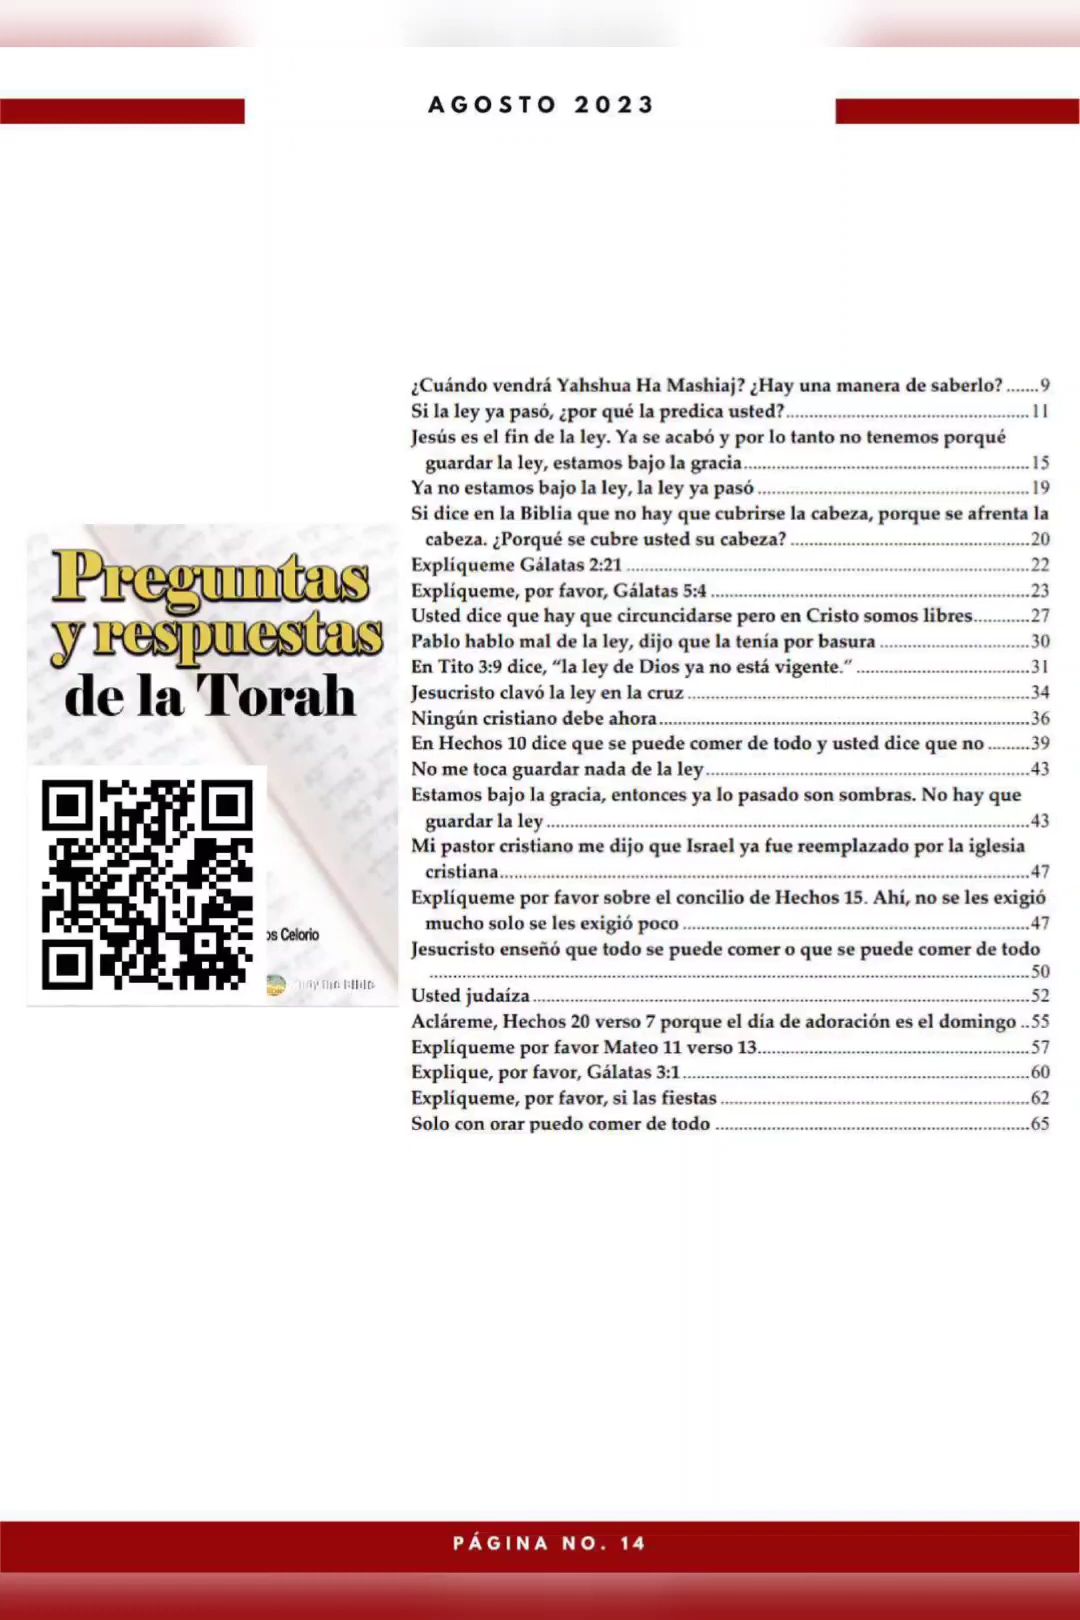 AGOSTO 2023
¿Cuándo vendrá Yahshua Ha Mashiaj? ¿Hay una manera de saberlo? .......9
Si la ley ya pasó, ¿por qué la predica usted?..........11
Jesús es el fin de la ley. Ya se acabó y por lo tanto no tenemos porqué
guardar la ley, estamos bajo la gracia..........15
Ya no estamos bajo la ley, la ley ya pasó ..........19
Si dice en la Biblia que no hay que cubrirse la cabeza, porque se afrenta la
cabeza. ¿Porqué se cubre usted su cabeza? ..........20
Explíqueme Gálatas 2:21 ..........22
Explíqueme, por favor, Gálatas 5:4 ..........23
Usted dice que hay que circuncidarse pero en Cristo somos libres..........27
Pablo hablo mal de la ley, dijo que la tenía por basura ..........30
En Tito 3:9 dice, “la ley de Dios ya no está vigente.” ..........31
Jesucristo clavó la ley en la cruz ..........34
Ningún cristiano debe ahora..........36
En Hechos 10 dice que se puede comer de todo y usted dice que no .........39
No me toca guardar nada de la ley..........43
Estamos bajo la gracia, entonces ya lo pasado son sombras. No hay que
guardar la ley ..........43
Mi pastor cristiano me dijo que Israel ya fue reemplazado por la iglesia
cristiana..........47
Explíqueme por favor sobre el concilio de Hechos 15. Ahí, no se les exigió
mucho solo se les exigió poco ..........47
Jesucristo enseñó que todo se puede comer o que se puede comer de todo
..........50
Usted judaíza ..........52
Acláreme, Hechos 20 verso 7 porque el día de adoración es el domingo ..55
Explíqueme por favor Mateo 11 verso 13..........57
Explique, por favor, Gálatas 3:1..........60
Explíqueme, por favor, si las fiestas ..........62
Solo con orar puedo comer de todo ..........65
Preguntas
y respuestas
de la Torah
os Celorio
the Bible
PÁGINA NO. 14